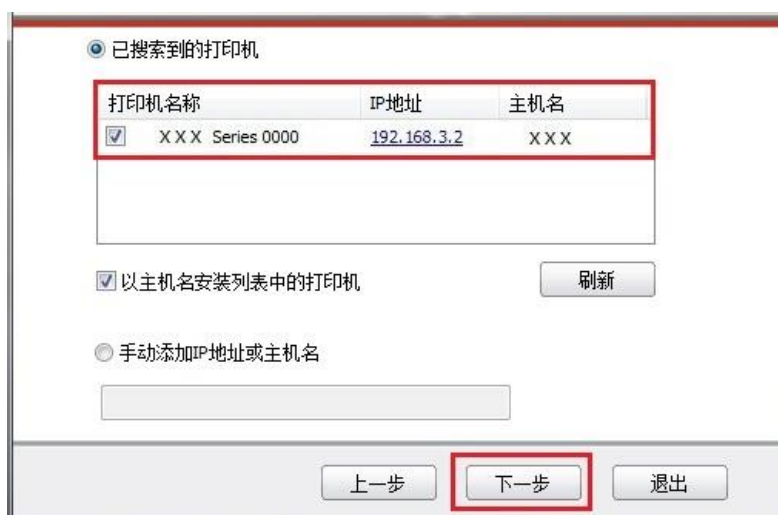 已搜索到的打印机
打印机名称 IP地址 主机名
XXX Series 0000 192.168.3.2 XXX
以主机名安装列表中的打印机 刷新
手动添加IP地址或主机名
上一步 下一步 退出